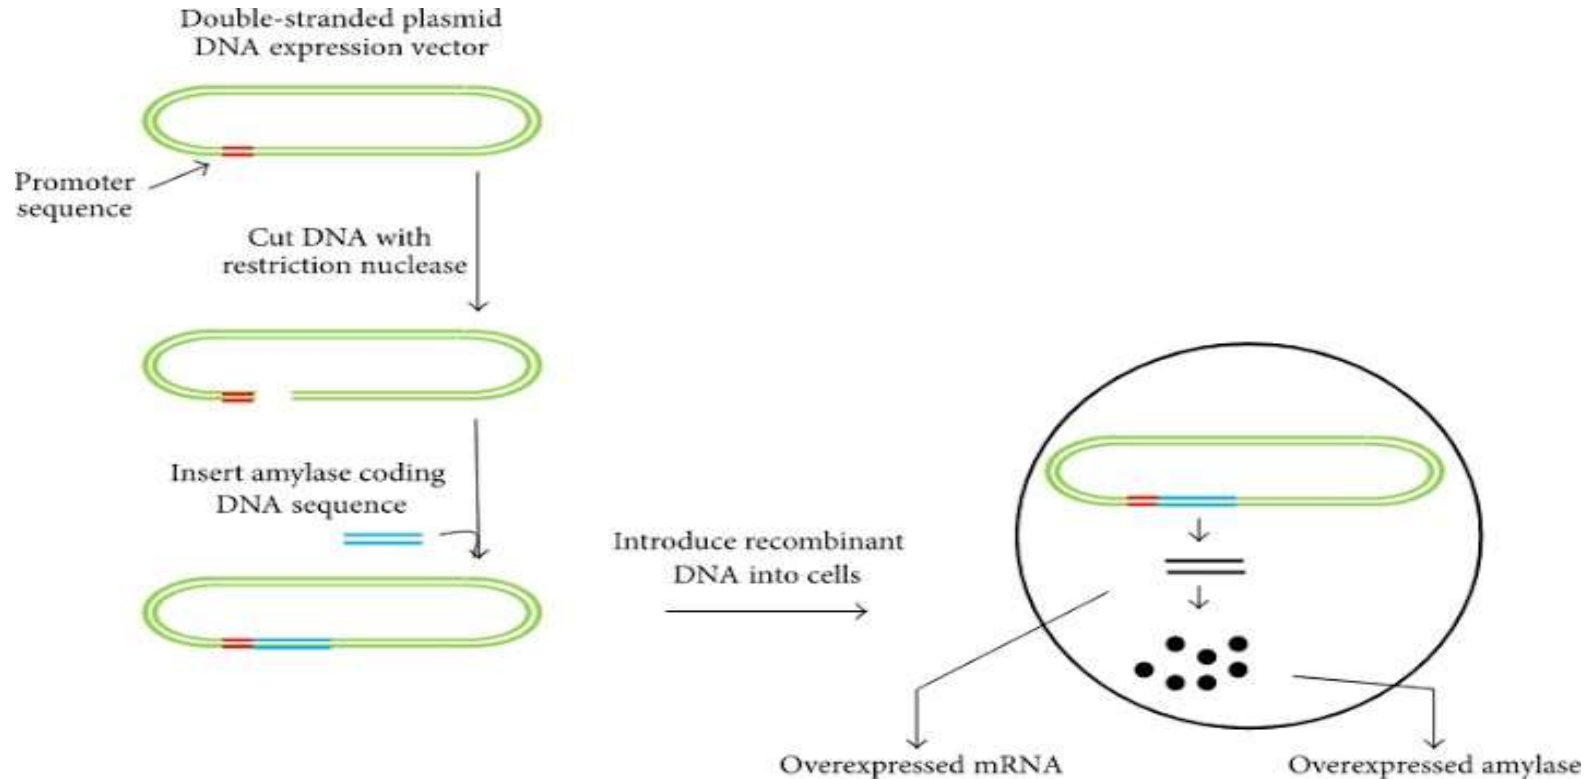 Double-stranded plasmid
DNA expression vector
Promoter
sequence
Cut DNA with
restriction nuclease
Insert amylase coding
DNA sequence
Introduce recombinant
DNA into cells
Overexpressed mRNA
Overexpressed amylase